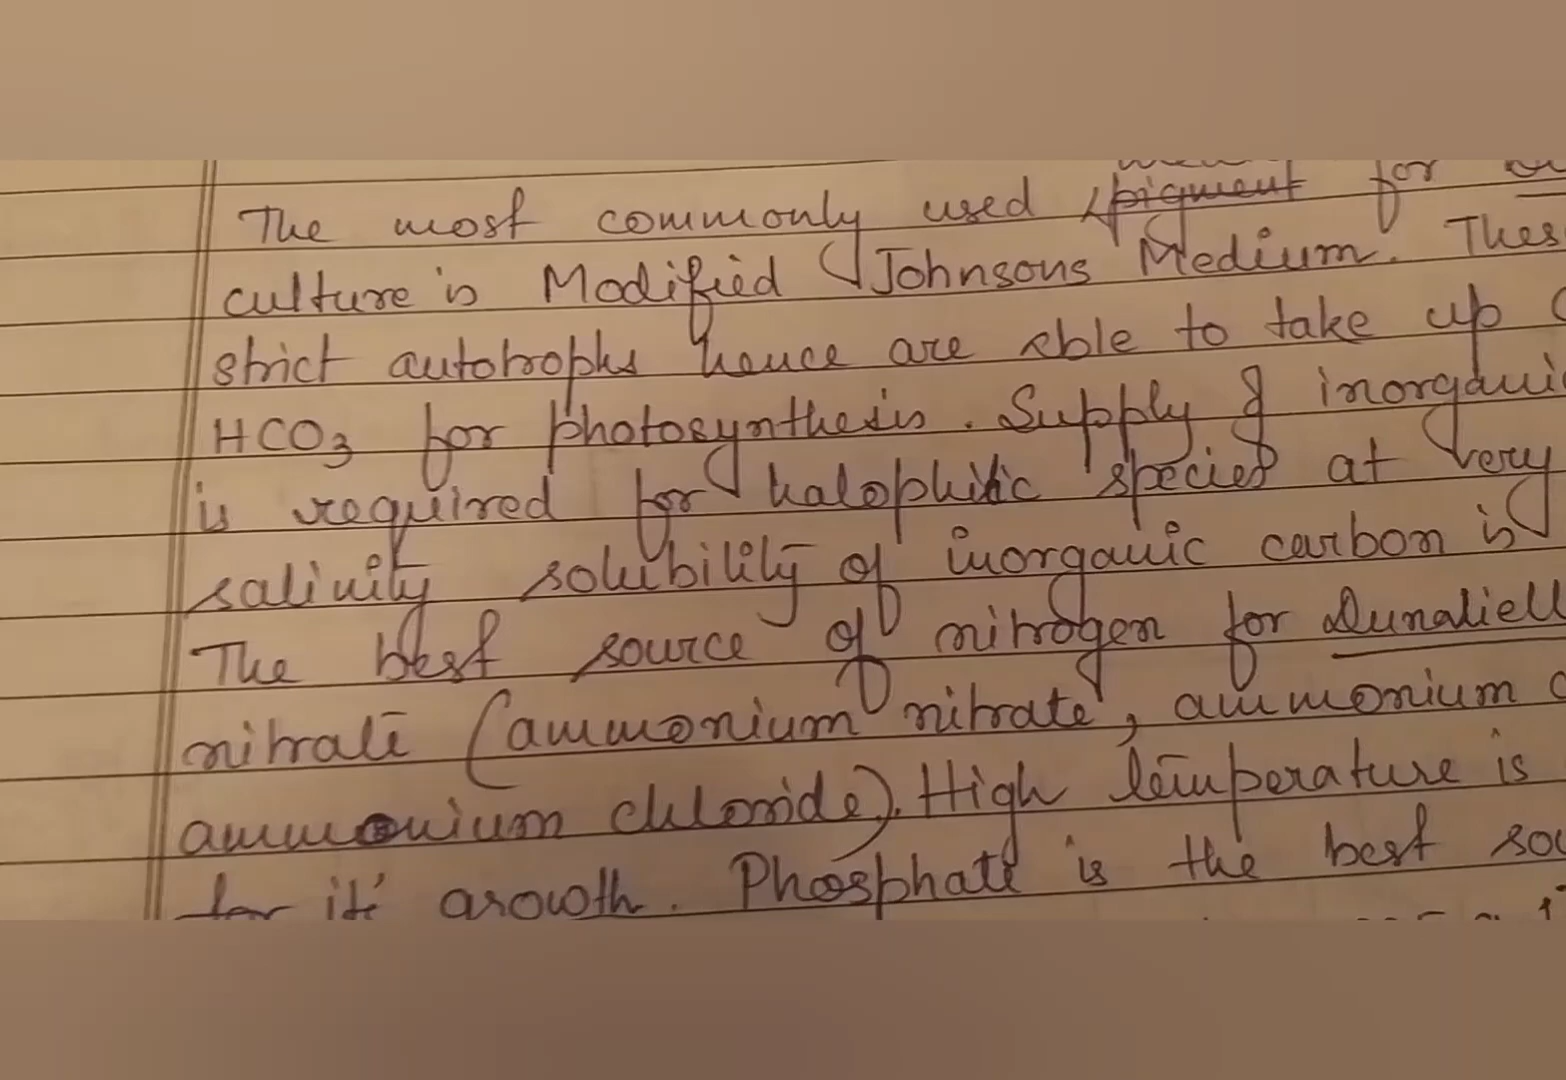 The most commonly used pigment for
culture is Modified Johnsons Medium. Thes
strict autotrophs hence are able to take up
HCO3 for photosynthesis. Supply of inorgani
is required for halophilic species at very
salinity solubility of inorganic carbon is
The best source of nitrogen for Dunaliell
nitrate (ammonium nitrate, ammonium
ammonium chloride). High temperature is
for it's growth. Phosphate is the best sou